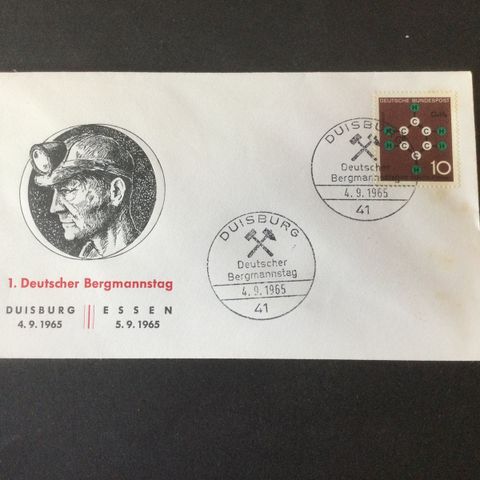 DEUTSCHE BUNDESPOST
H H
C
H C C H
H C C H
C
H H
10
DUISBURG
Deutscher
Bergmannstag
4. 9. 1965
41
DUISBURG
Deutscher
Bergmannstag
4. 9. 1965
41
1. Deutscher Bergmannstag
DUISBURG ESSEN
4. 9. 1965 5. 9. 1965